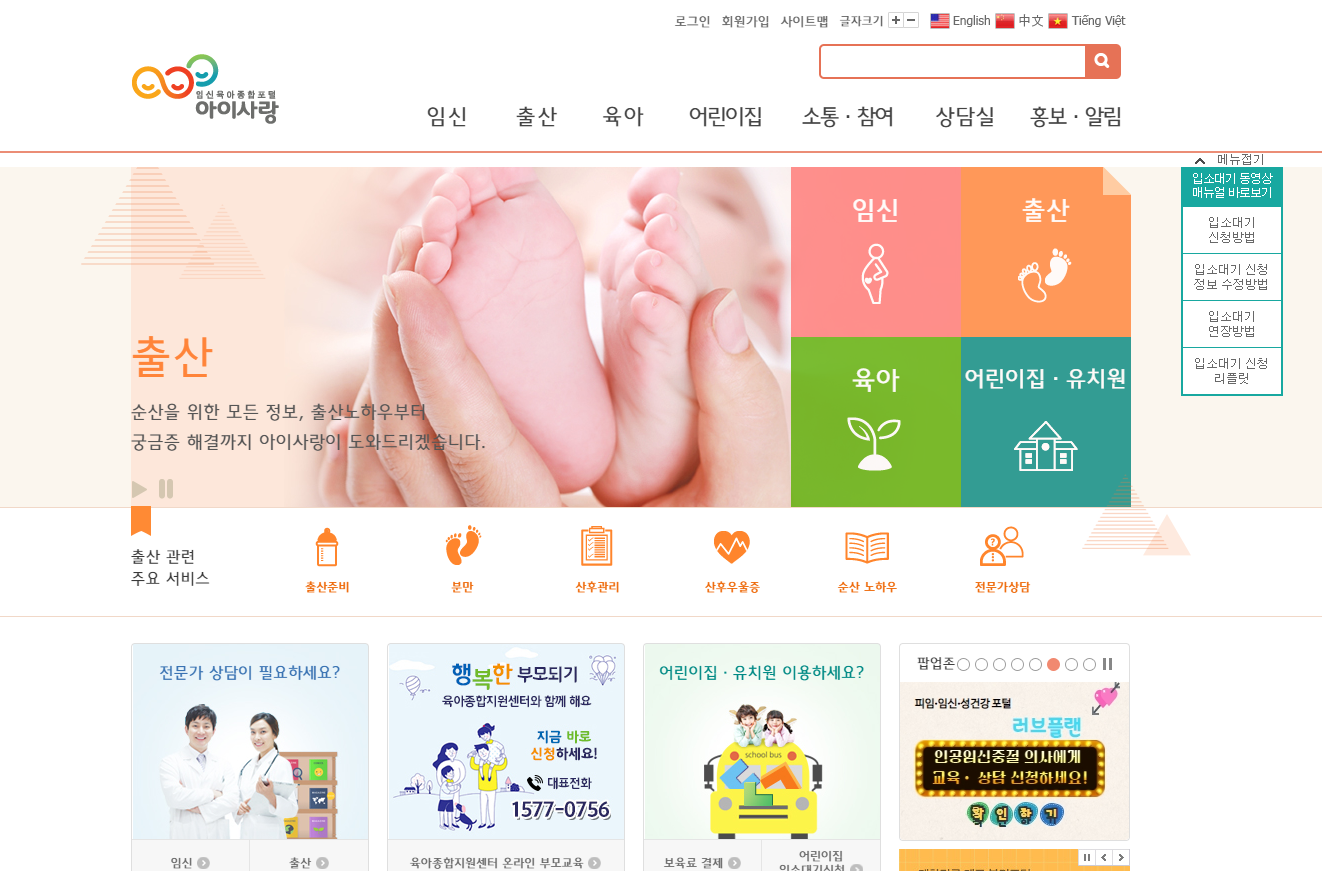 로그인 회원가입 사이트맵 글자크기 English 中文 Tiếng Việt
임신육아종합포털
아이사랑
임신 출산 육아 어린이집 소통·참여 상담실 홍보·알림
메뉴접기
입소대기 동영상
매뉴얼 바로보기
입소대기
신청방법
입소대기 신청
정보 수정방법
입소대기
연장방법
입소대기 신청
리플릿
임신
출산
육아
어린이집·유치원
출산
순산을 위한 모든 정보, 출산노하우부터
궁금증 해결까지 아이사랑이 도와드리겠습니다.
출산 관련
주요 서비스
출산준비
분만
산후관리
산후우울증
순산 노하우
전문가상담
전문가 상담이 필요하세요?
임신
출산
행복한 부모되기
육아종합지원센터와 함께 해요
지금 바로
신청하세요!
대표전화
1577-0756
육아종합지원센터 온라인 부모교육
어린이집·유치원 이용하세요?
school bus
보육료 결제
어린이집
입소대기신청
팝업존
피임·임신·성건강 포털
러브플랜
인공임신중절 의사에게
교육· 상담 신청하세요!
확인하기